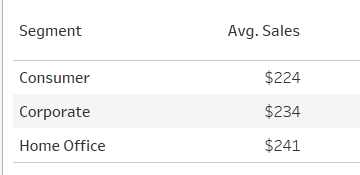 Segment Avg. Sales
Consumer $224
Corporate $234
Home Office $241